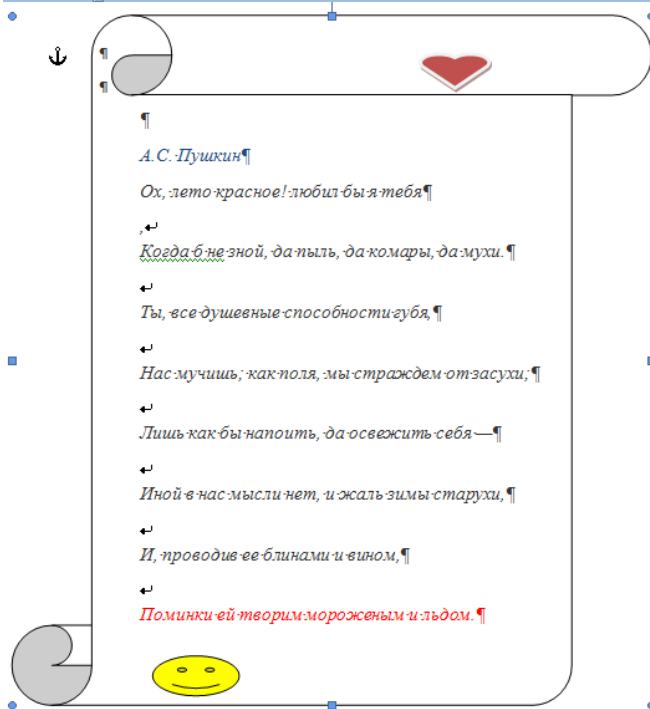 А.С. Пушкин
Ох, лето красное! любил бы я тебя
,
Когда б не зной, да пыль, да комары, да мухи.
Ты, все душевные способности губя,
Нас мучишь; как поля, мы страждем от засухи;
Лишь как бы напоить, да освежить себя —
Иной в нас мысли нет, и жаль зимы старухи,
И, проводив ее блинами и вином,
Поминки ей творим мороженым и льдом.